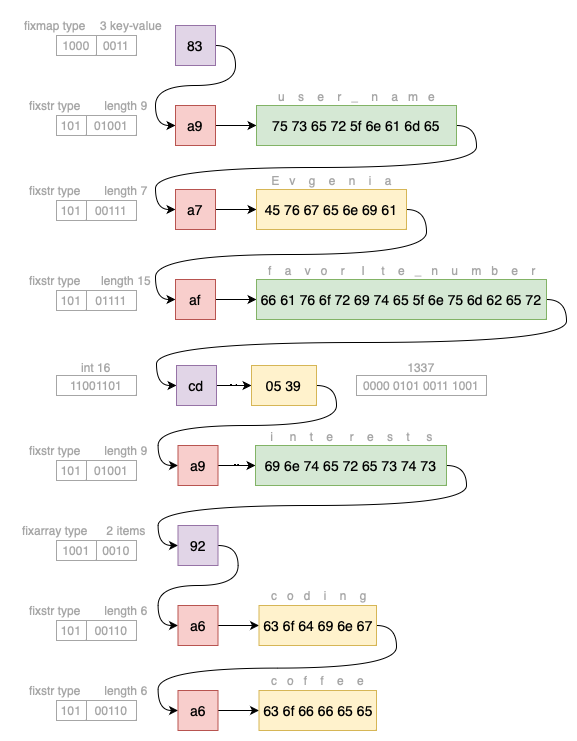 fixmap type 3 key-value
1000 0011 83
fixstr type length 9 u s e r _ n a m e
101 01001 a9 75 73 65 72 5f 6e 61 6d 65
fixstr type length 7 E v g e n i a
101 00111 a7 45 76 67 65 6e 69 61
fixstr type length 15 f a v o r I t e _ n u m b e r
101 01111 af 66 61 76 6f 72 69 74 65 5f 6e 75 6d 62 65 72
int 16 1337
11001101 cd 05 39 0000 0101 0011 1001
fixstr type length 9 i n t e r e s t s
101 01001 a9 69 6e 74 65 72 65 73 74 73
fixarray type 2 items
1001 0010 92
fixstr type length 6 c o d i n g
101 00110 a6 63 6f 64 69 6e 67
fixstr type length 6 c o f f e e
101 00110 a6 63 6f 66 66 65 65